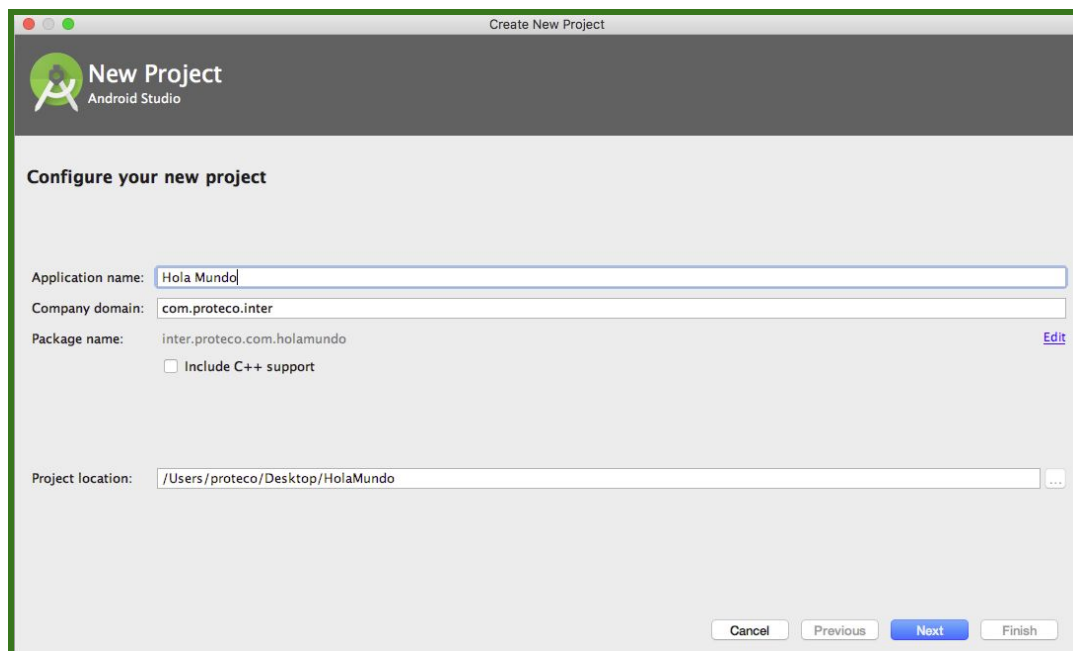 Create New Project
New Project
Android Studio
Configure your new project
Application name: Hola Mundo
Company domain: com.proteco.inter
Package name: inter.proteco.com.holamundo Edit
Include C++ support
Project location: /Users/proteco/Desktop/HolaMundo ...
Cancel Previous Next Finish